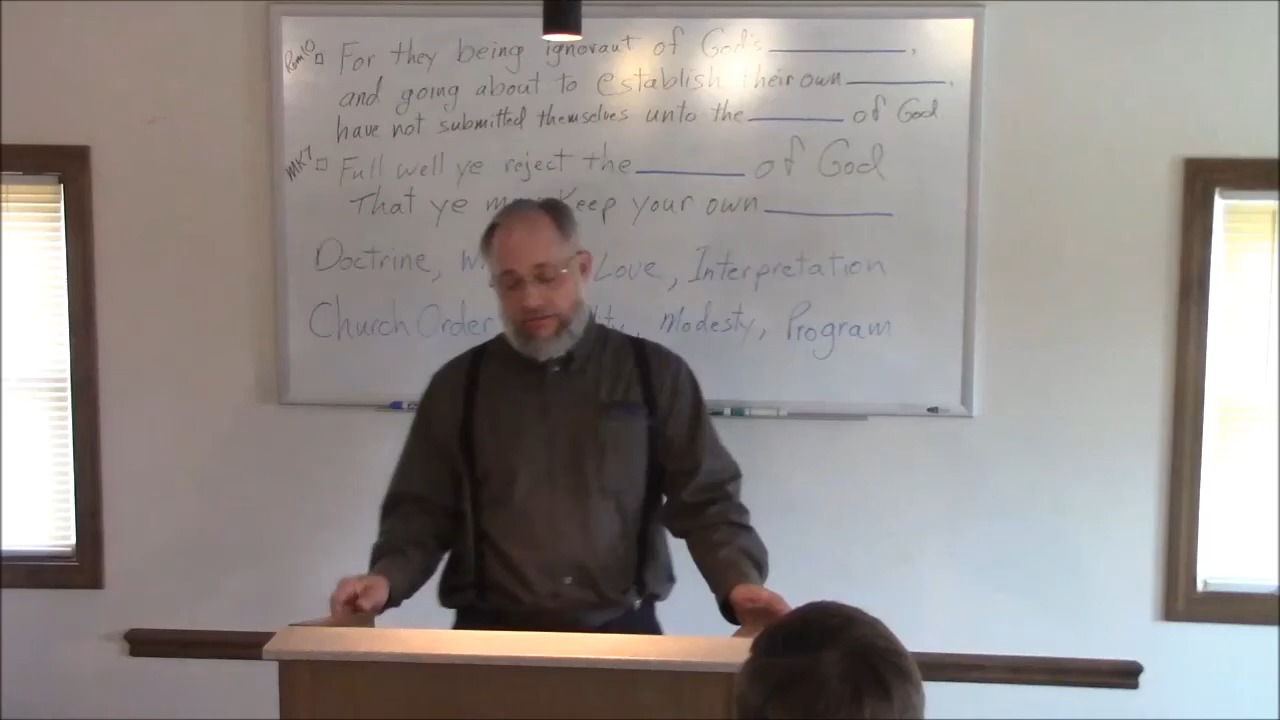 Rom 10 For they being ignorant of God's ________,
and going about to establish their own ________,
have not submitted themselves unto the ________ of God
MK7 Full well ye reject the ________ of God
That ye may keep your own ________
Doctrine, Love, Interpretation
Church Order Modesty, Program